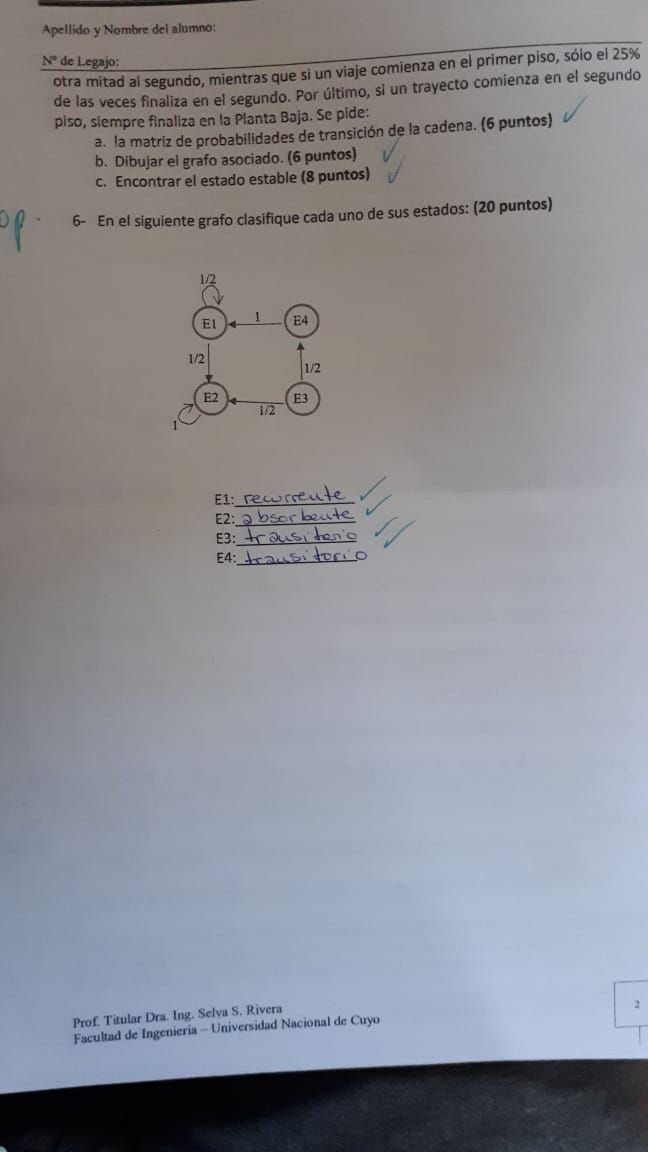 Apellido y Nombre del alumno:
Nº de Legajo:
otra mitad al segundo, mientras que si un viaje comienza en el primer piso, sólo el 25%
de las veces finaliza en el segundo. Por último, si un trayecto comienza en el segundo
piso, siempre finaliza en la Planta Baja. Se pide:
a. la matriz de probabilidades de transición de la cadena. (6 puntos)
b. Dibujar el grafo asociado. (6 puntos)
c. Encontrar el estado estable (8 puntos)
6- En el siguiente grafo clasifique cada uno de sus estados: (20 puntos)
1/2
E1 1 E4
1/2 1/2
E2 1/2 E3
1
E1: recurrente
E2: absorbente
E3: transitorio
E4: transitorio
Prof. Titular Dra. Ing. Selva S. Rivera
Facultad de Ingeniería – Universidad Nacional de Cuyo
2